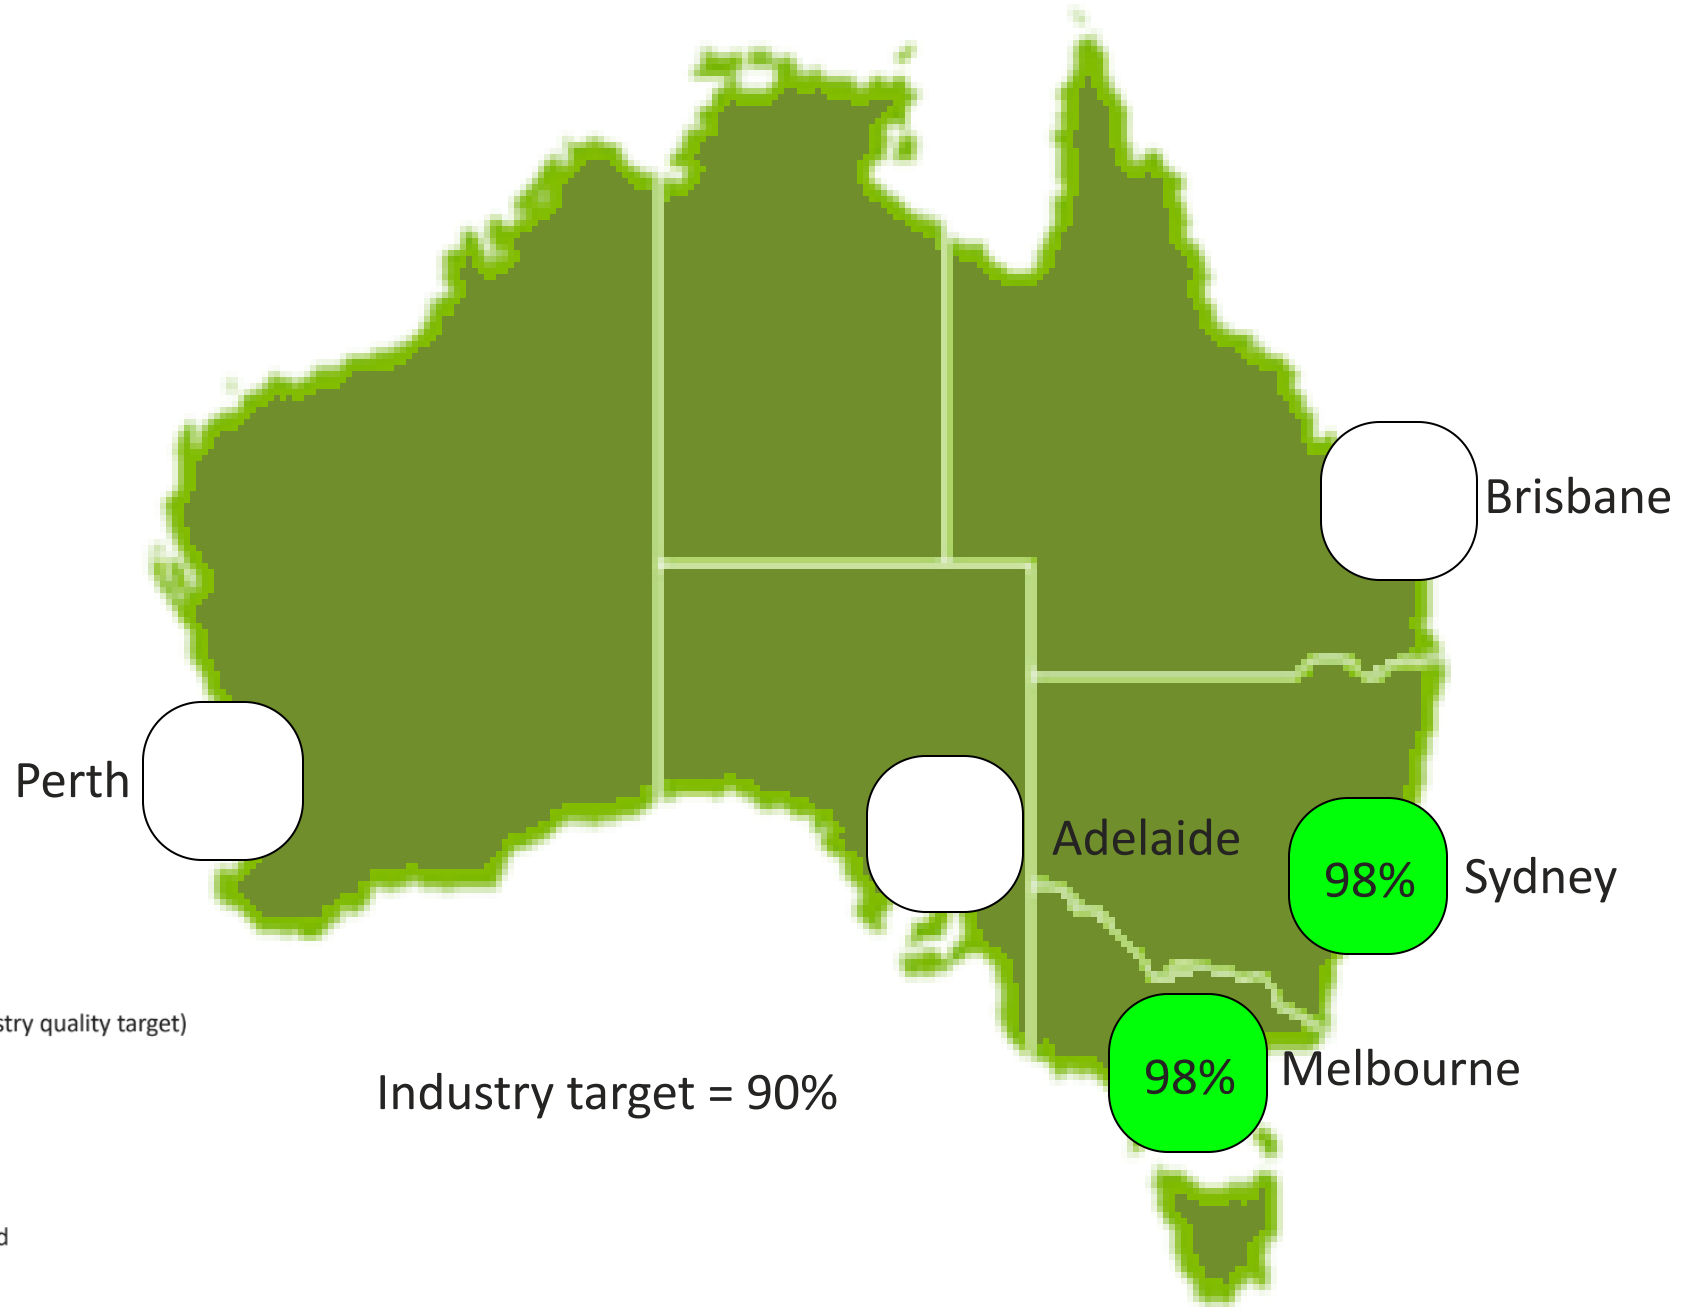 Brisbane
Perth
Adelaide
98%
Sydney
stry quality target)
Industry target = 90%
98%
Melbourne
d